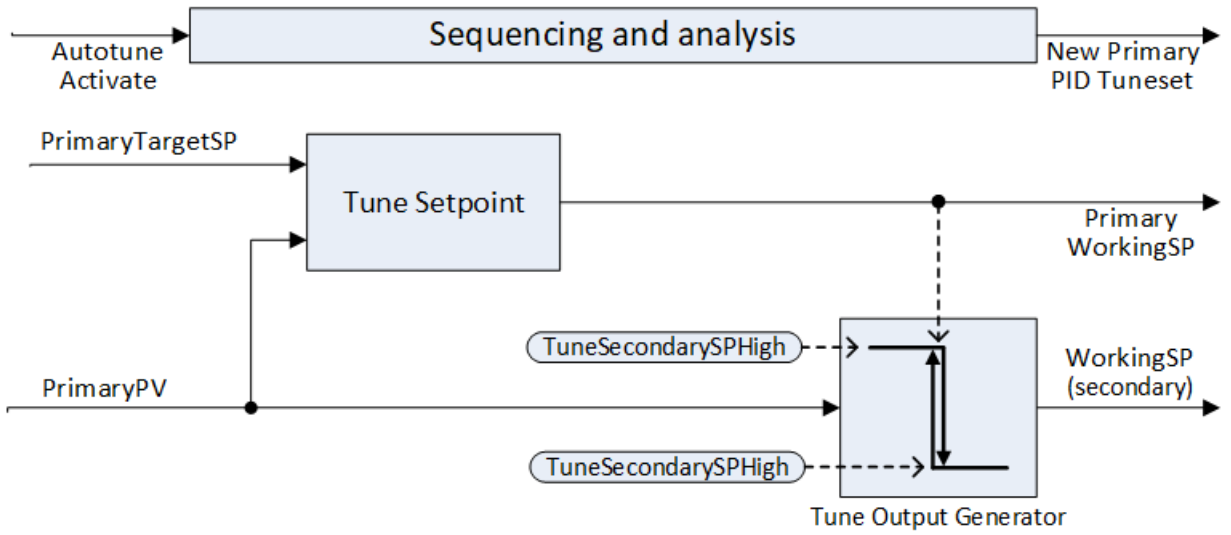 Sequencing and analysis
Autotune
Activate
New Primary
PID Tuneset
PrimaryTargetSP
Tune Setpoint
Primary
WorkingSP
TuneSecondarySPHigh
WorkingSP
(secondary)
PrimaryPV
TuneSecondarySPHigh
Tune Output Generator